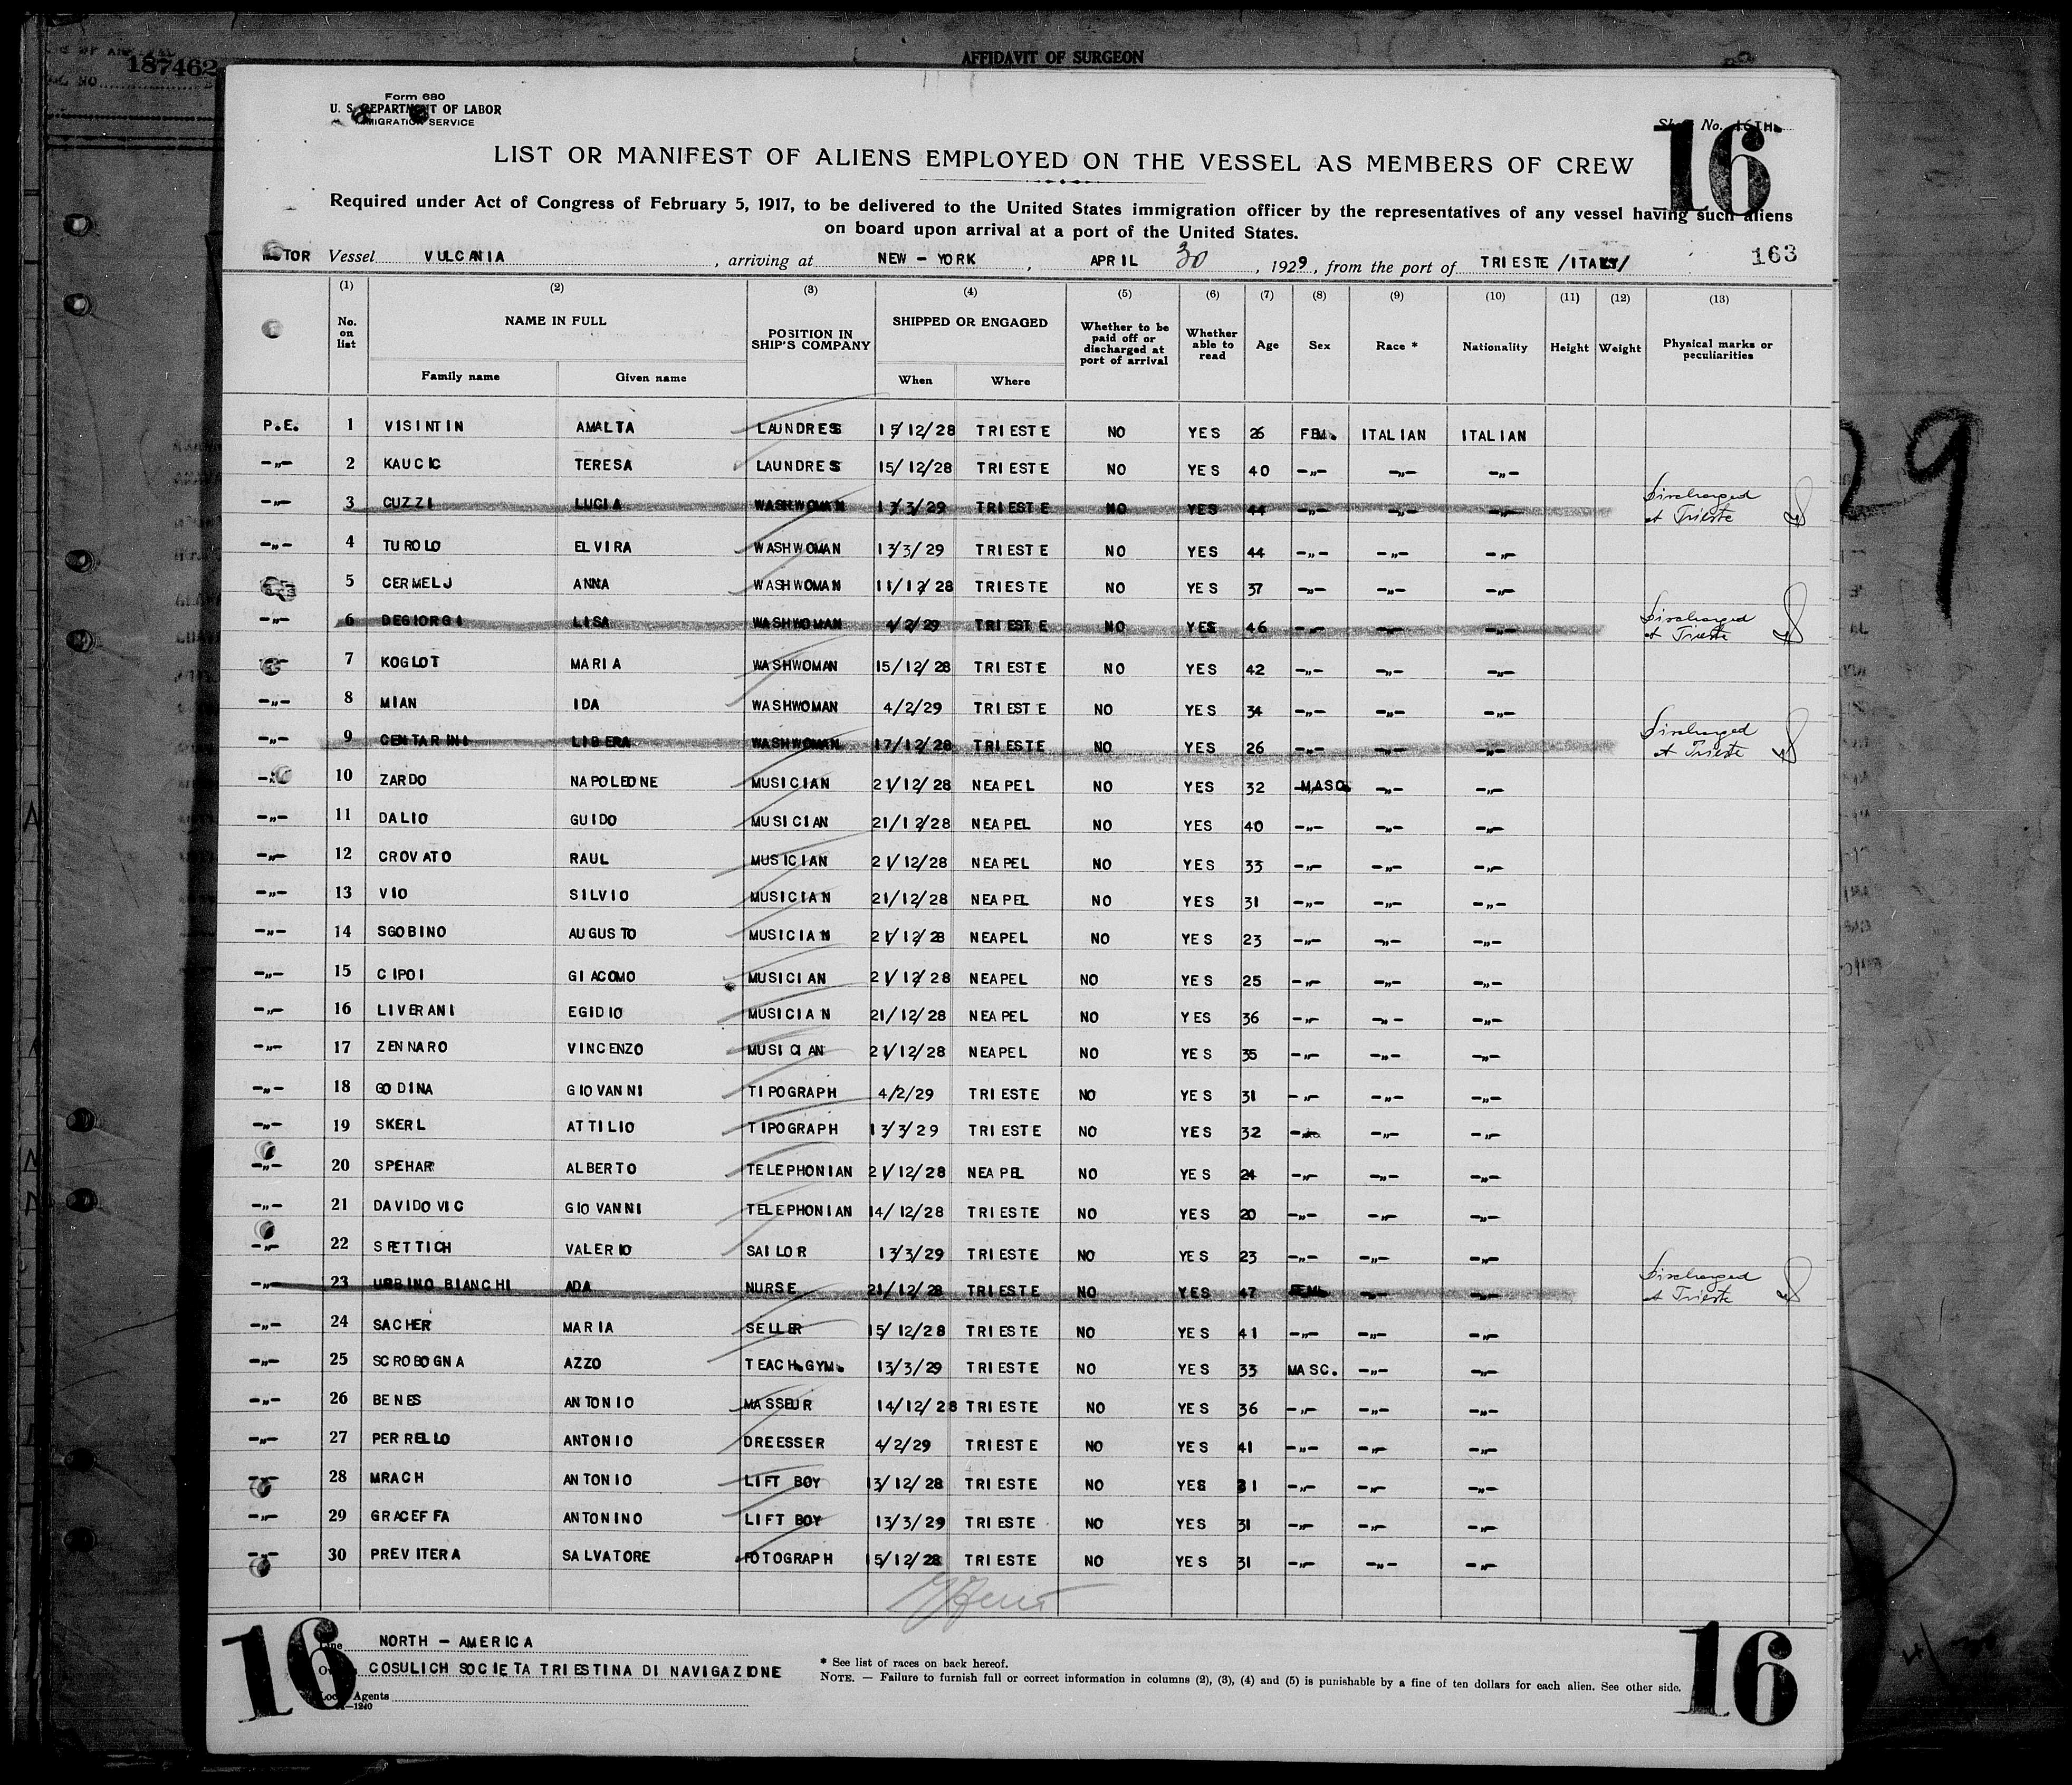 187462
AFFIDAVIT OF SURGEON
Form 680
U. S. DEPARTMENT OF LABOR
IMMIGRATION SERVICE
Sheet No. 16TH.
16
LIST OR MANIFEST OF ALIENS EMPLOYED ON THE VESSEL AS MEMBERS OF CREW
Required under Act of Congress of February 5, 1917, to be delivered to the United States immigration officer by the representatives of any vessel having such aliens
on board upon arrival at a port of the United States.
MOTOR Vessel VULCANIA, arriving at NEW - YORK, APRIL 30, 1929, from the port of TRIESTE /ITALY/ 163
(1) (2) (3) (4) (5) (6) (7) (8) (9) (10) (11) (12) (13)
No. on list NAME IN FULL Family name Given name POSITION IN SHIP'S COMPANY SHIPPED OR ENGAGED When Where Whether to be paid off or discharged at port of arrival Whether able to read Age Sex Race * Nationality Height Weight Physical marks or peculiarities
P.E. 1 VISINTIN AMALTA LAUNDRESS 15/12/28 TRIESTE NO YES 26 FEM. ITALIAN ITALIAN
-„- 2 KAUCIC TERESA LAUNDRES 15/12/28 TRIESTE NO YES 40 -„- -„- -„-
-„- 3 CUZZI LUCIA WASHWOMAN 13/3/29 TRIESTE NO YES 44 -„- -„- -„- Discharged at Trieste
-„- 4 TUROLO ELVIRA WASHWOMAN 13/3/29 TRIESTE NO YES 44 -„- -„- -„-
5 CERMELJ ANNA WASHWOMAN 11/12/28 TRIESTE NO YES 37 -„- -„- -„-
-„- 6 DEGIORGI LISA WASHWOMAN 4/2/29 TRIESTE NO YES 46 -„- -„- -„- Discharged at Trieste
-„- 7 KOGLOT MARIA WASHWOMAN 15/12/28 TRIESTE NO YES 42 -„- -„- -„-
-„- 8 MIAN IDA WASHWOMAN 4/2/29 TRIESTE NO YES 34 -„- -„- -„-
-„- 9 CENTARINI LIBERA WASHWOMAN 17/12/28 TRIESTE NO YES 26 -„- -„- -„- Discharged at Trieste
-„- 10 ZARDO NAPOLEONE MUSICIAN 21/12/28 NEAPEL NO YES 32 MASC. -„- -„-
-„- 11 DALIO GUIDO MUSICIAN 21/12/28 NEAPEL NO YES 40 -„- -„- -„-
-„- 12 CROVATO RAUL MUSICIAN 21/12/28 NEAPEL NO YES 33 -„- -„- -„-
-„- 13 VIO SILVIO MUSICIAN 21/12/28 NEAPEL NO YES 31 -„- -„- -„-
-„- 14 SGOBINO AUGUSTO MUSICIAN 21/12/28 NEAPEL NO YES 23 -„- -„- -„-
-„- 15 CIPOI GIACOMO MUSICIAN 21/12/28 NEAPEL NO YES 25 -„- -„- -„-
-„- 16 LIVERANI EGIDIO MUSICIAN 21/12/28 NEAPEL NO YES 36 -„- -„- -„-
-„- 17 ZENNARO VINCENZO MUSICIAN 21/12/28 NEAPEL NO YES 35 -„- -„- -„-
-„- 18 GODINA GIOVANNI TIPOGRAPH 4/2/29 TRIESTE NO YES 31 -„- -„- -„-
-„- 19 SKERL ATTILIO TIPOGRAPH 13/3/29 TRIESTE NO YES 32 -„- -„- -„-
-„- 20 SPEHAR ALBERTO TELEPHONIAN 21/12/28 NEAPEL NO YES 24 -„- -„- -„-
-„- 21 DAVIDOVIC GIOVANNI TELEPHONIAN 14/12/28 TRIESTE NO YES 20 -„- -„- -„-
-„- 22 SPETTICH VALERIO SAILOR 13/3/29 TRIESTE NO YES 23 -„- -„- -„-
-„- 23 URBINO BIANCHI ADA NURSE 21/12/28 TRIESTE NO YES 47 FEM. -„- -„- Discharged at Trieste
-„- 24 SACHER MARIA SELLER 15/12/28 TRIESTE NO YES 41 -„- -„- -„-
-„- 25 SCROBOGNA AZZO TEACH.GYM. 13/3/29 TRIESTE NO YES 33 MASC. -„- -„-
-„- 26 BENES ANTONIO MASSEUR 14/12/28 TRIESTE NO YES 36 -„- -„- -„-
-„- 27 PERRELLO ANTONIO DREESSER 4/2/29 TRIESTE NO YES 41 -„- -„- -„-
-„- 28 MRACH ANTONIO LIFT BOY 13/12/28 TRIESTE NO YES 31 -„- -„- -„-
-„- 29 GRACEFFA ANTONINO LIFT BOY 13/3/29 TRIESTE NO YES 31 -„- -„- -„-
-„- 30 PREVITERA SALVATORE FOTOGRAPH 15/12/28 TRIESTE NO YES 31 -„- -„- -„-
16
Line NORTH - AMERICA
Owners COSULICH SOCIETA TRIESTINA DI NAVIGAZIONE
Local Agents
* See list of races on back hereof.
NOTE. — Failure to furnish full or correct information in columns (2), (3), (4) and (5) is punishable by a fine of ten dollars for each alien. See other side.
16
29